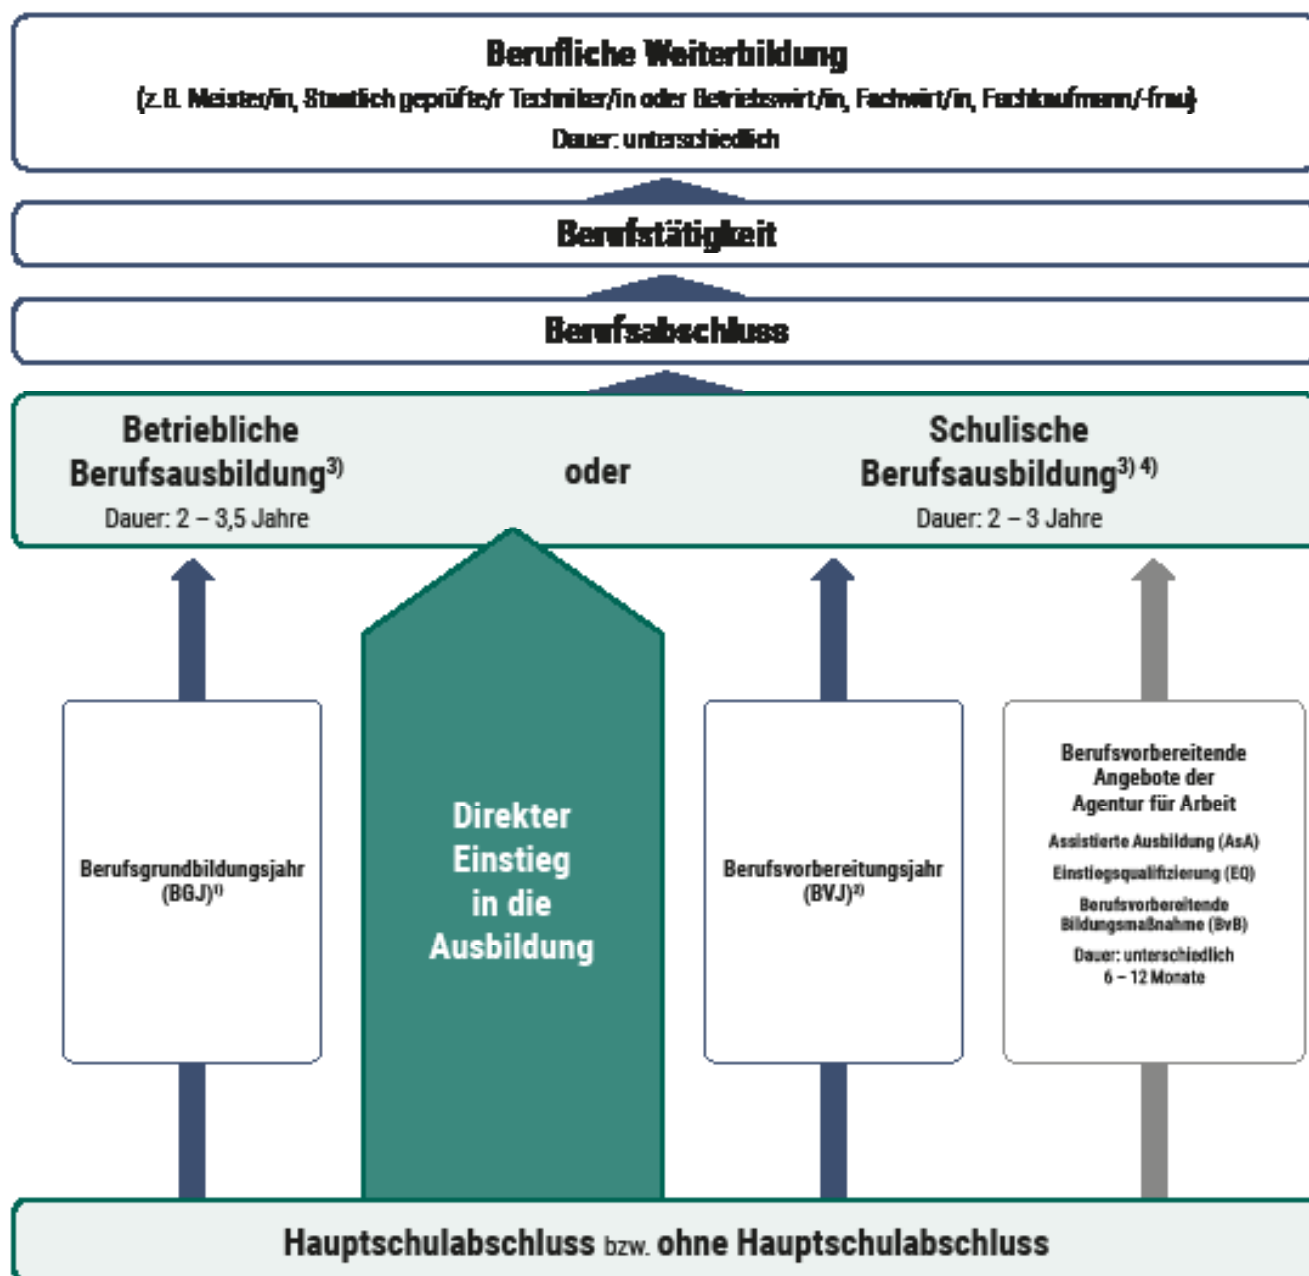 Berufliche Weiterbildung
(z.B. Meister/in, Staatlich geprüfte/r Techniker/in oder Betriebswirt/in, Fachwirt/in, Fachkaufmann/-frau)
Dauer: unterschiedlich
Berufstätigkeit
Berufsabschluss
Betriebliche
Berufsausbildung³⁾
Dauer: 2 – 3,5 Jahre
oder
Schulische
Berufsausbildung³⁾ ⁴⁾
Dauer: 2 – 3 Jahre
Berufsgrundbildungsjahr
(BGJ)¹⁾
Direkter
Einstieg
in die
Ausbildung
Berufsvorbereitungsjahr
(BVJ)²⁾
Berufsvorbereitende
Angebote der
Agentur für Arbeit
Assistierte Ausbildung (AsA)
Einstiegsqualifizierung (EQ)
Berufsvorbereitende
Bildungsmaßnahme (BvB)
Dauer: unterschiedlich
6 – 12 Monate
Hauptschulabschluss bzw. ohne Hauptschulabschluss